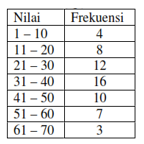 Nilai Frekuensi
1 – 10 4
11 – 20 8
21 – 30 12
31 – 40 16
41 – 50 10
51 – 60 7
61 – 70 3